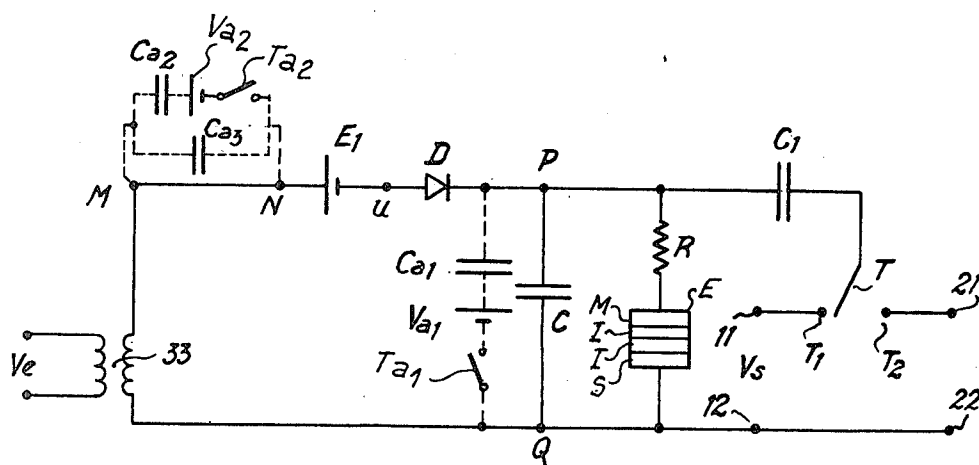 Va2
Ca2
Ta2
Ca3
E1
D
P
C1
M
N
u
R
Ca1
E
T
21
M
I
I
S
11
Va1
C
T1
T2
Ve
33
Ta1
Vs
12
22
Q